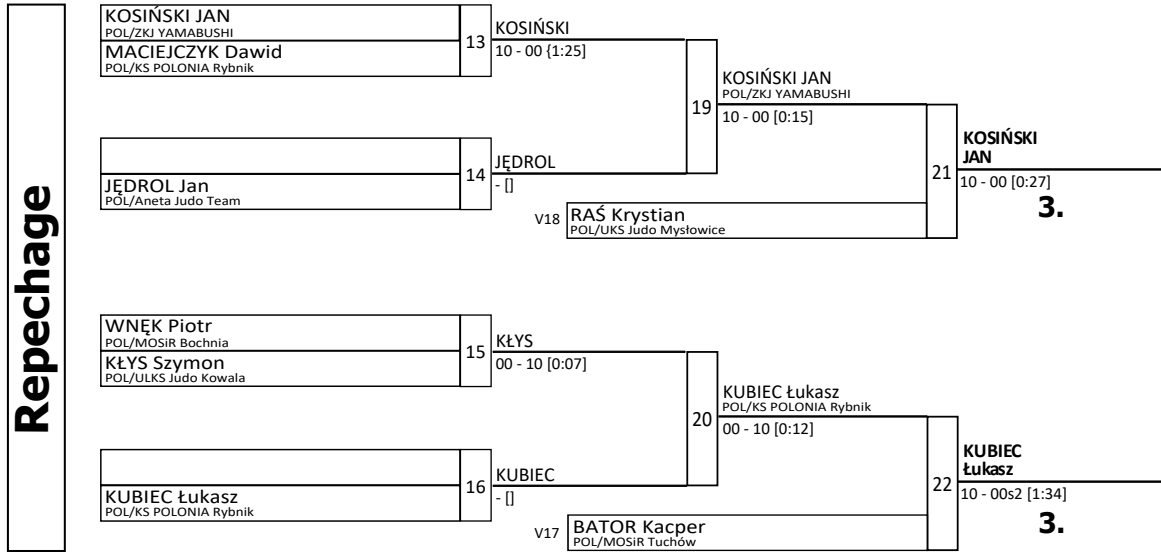 Repechage
KOSIŃSKI JAN
POL/ZKJ YAMABUSHI
MACIEJCZYK Dawid
POL/KS POLONIA Rybnik
13
KOSIŃSKI
10 - 00 {1:25]
JĘDROL Jan
POL/Aneta Judo Team
14
JĘDROL
- []
19
KOSIŃSKI JAN
POL/ZKJ YAMABUSHI
10 - 00 [0:15]
V18
RAŚ Krystian
POL/UKS Judo Mysłowice
21
KOSIŃSKI
JAN
10 - 00 [0:27]
3.
WNĘK Piotr
POL/MOSiR Bochnia
KŁYS Szymon
POL/ULKS Judo Kowala
15
KŁYS
00 - 10 [0:07]
KUBIEC Łukasz
POL/KS POLONIA Rybnik
16
KUBIEC
- []
20
KUBIEC Łukasz
POL/KS POLONIA Rybnik
00 - 10 [0:12]
V17
BATOR Kacper
POL/MOSiR Tuchów
22
KUBIEC
Łukasz
10 - 00s2 [1:34]
3.